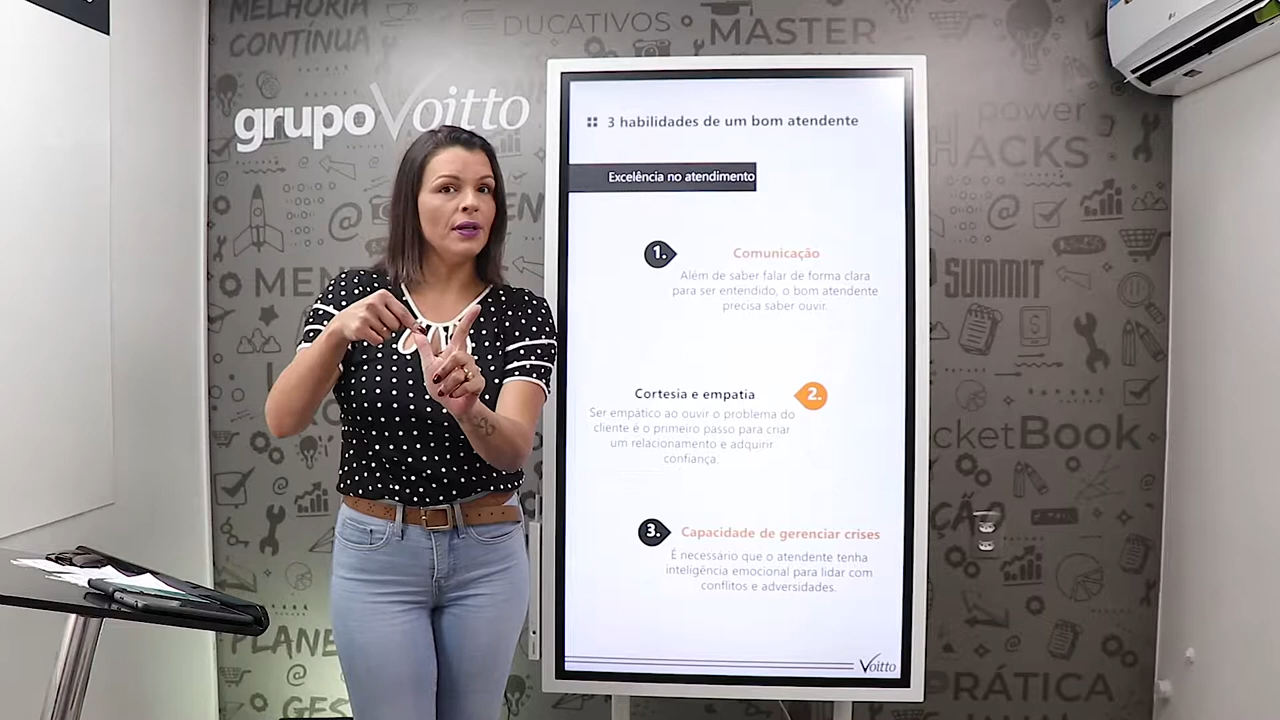 MELHORIA
CONTÍNUA
DUCATIVOS
MASTER
grupoVoitto
power
HACKS
SUMMIT
cketBook
PLANE
GES
PRÁTICA
3 habilidades de um bom atendente
Excelência no atendimento
1.
Comunicação
Além de saber falar de forma clara
para ser entendido, o bom atendente
precisa saber ouvir.
2.
Cortesia e empatia
Ser empático ao ouvir o problema do
cliente é o primeiro passo para criar
um relacionamento e adquirir
confiança.
3.
Capacidade de gerenciar crises
É necessário que o atendente tenha
inteligência emocional para lidar com
conflitos e adversidades.
Voitto